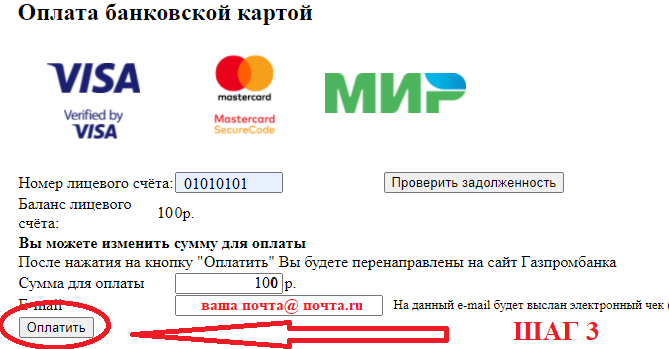 Оплата банковской картой
VISA
Verified by
VISA
mastercard
Mastercard
SecureCode
МИР
Номер лицевого счёта: 01010101 Проверить задолженность
Баланс лицевого
счёта: 100р.
Вы можете изменить сумму для оплаты
После нажатия на кнопку "Оплатить" Вы будете перенаправлены на сайт Газпромбанка
Сумма для оплаты 100 р.
E-mail ваша почта@ почта.ru На данный e-mail будет выслан электронный чек (
Оплатить ШАГ 3